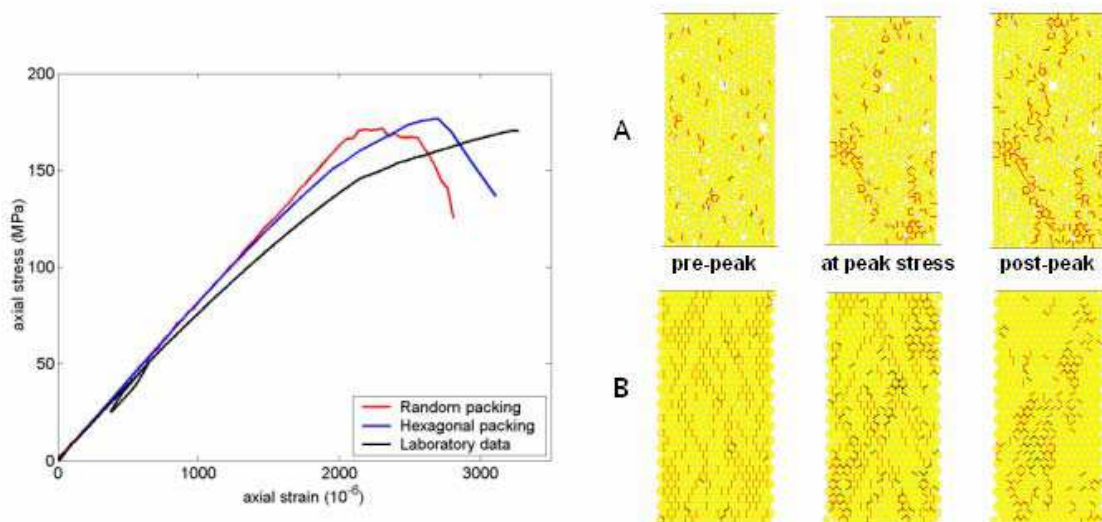 200
150
100
50
0
0
1000
2000
3000
axial stress (MPa)
axial strain (10^-6)
Random packing
Hexagonal packing
Laboratory data
A
pre-peak
at peak stress
post-peak
B